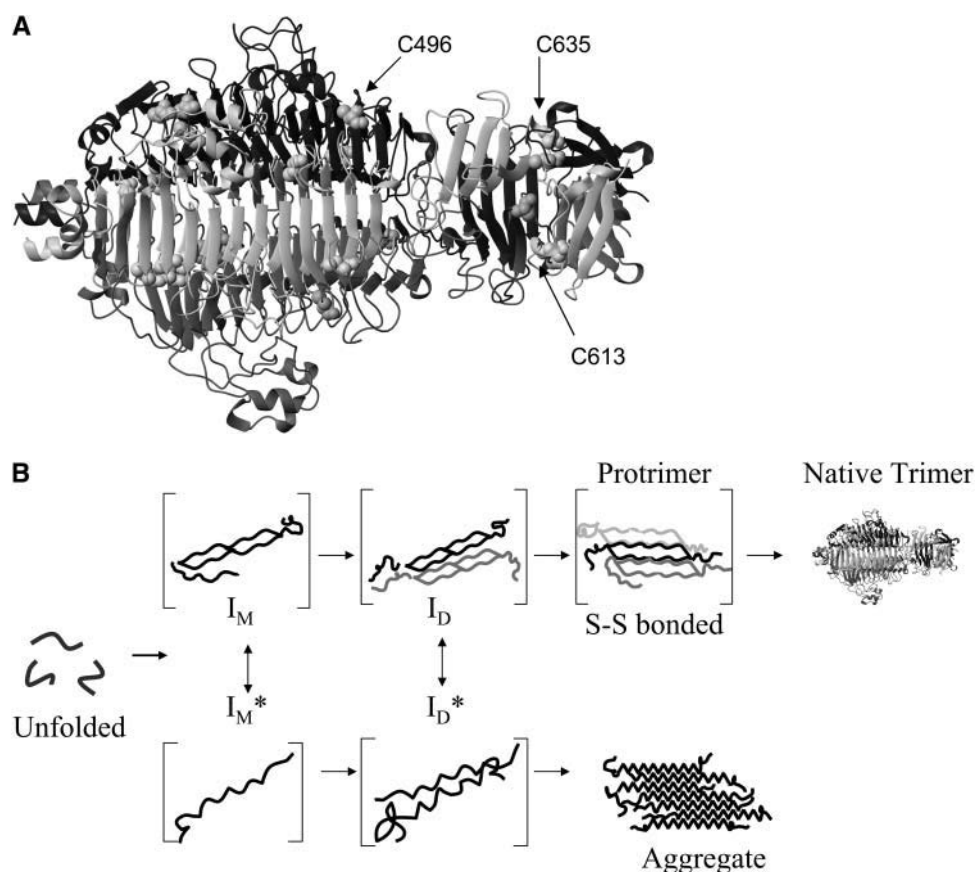 A
C496
C635
C613
B
Protrimer
Native Trimer
I_M
I_D
S-S bonded
Unfolded
I_M*
I_D*
Aggregate